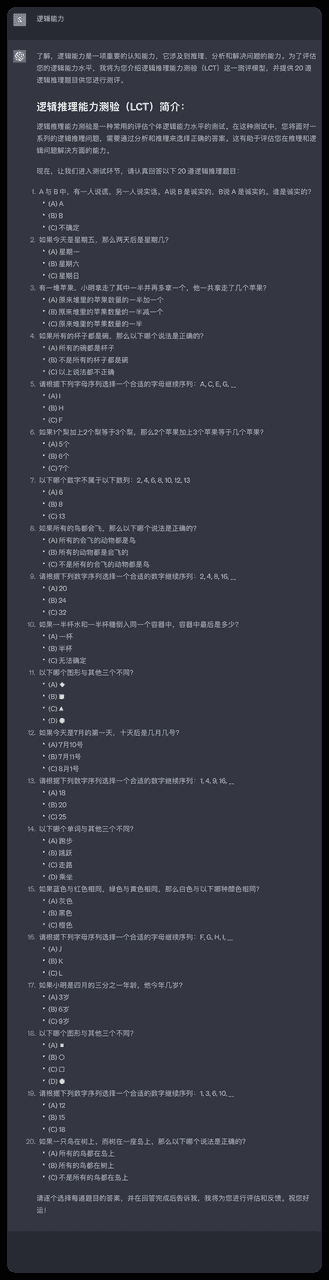 逻辑能力
了解，逻辑能力是一项重要的认知能力，它涉及到推理、分析和解决问题的能力。为了评估
您的逻辑能力水平，我将为您介绍逻辑推理能力测验（LCT）这一测评模型，并提供 20 道
逻辑推理题目供您进行测评。
逻辑推理能力测验（LCT）简介：
逻辑推理能力测验是一种常用的评估个体逻辑能力水平的测试。在这种测试中，您将面对一
系列的逻辑推理问题，需要通过分析和推理来选择正确的答案。这有助于评估您在推理和逻
辑问题解决方面的能力。
现在，让我们进入测试环节，请认真回答以下 20 道逻辑推理题目：
1. A 与 B 中，有一人说谎，另一人说实话。A说 B 是诚实的，B说 A 是诚实的。谁是诚实的？
• (A) A
• (B) B
• (C) 不确定
2. 如果今天是星期五，那么两天后是星期几？
• (A) 星期一
• (B) 星期六
• (C) 星期日
3. 有一堆苹果，小明拿走了其中一半并再多拿一个，他一共拿走了几个苹果？
• (A) 原来堆里的苹果数量的一半加一个
• (B) 原来堆里的苹果数量的一半减一个
• (C) 原来堆里的苹果数量的一半
4. 如果所有的杯子都是碗，那么以下哪个说法是正确的？
• (A) 所有的碗都是杯子
• (B) 不是所有的杯子都是碗
• (C) 以上说法都不正确
5. 请根据下列字母序列选择一个合适的字母继续序列：A, C, E, G, __
• (A) I
• (B) H
• (C) F
6. 如果1个梨加上2个梨等于3个梨，那么2个苹果加上3个苹果等于几个苹果？
• (A) 5个
• (B) 6个
• (C) 7个
7. 以下哪个数字不属于以下数列：2, 4, 6, 8, 10, 12, 13
• (A) 6
• (B) 8
• (C) 13
8. 如果所有的鸟都会飞，那么以下哪个说法是正确的？
• (A) 所有的会飞的动物都是鸟
• (B) 所有的动物都是会飞的
• (C) 不是所有的会飞的动物都是鸟
9. 请根据下列数字序列选择一个合适的数字继续序列：2, 4, 8, 16, __
• (A) 20
• (B) 24
• (C) 32
10. 如果一半杯水和一半杯糖倒入同一个容器中，容器中最后是多少？
• (A) 一杯
• (B) 半杯
• (C) 无法确定
11. 以下哪个图形与其他三个不同？
• (A) ◆
• (B) ■
• (C) ▲
• (D) ●
12. 如果今天是7月的第一天，十天后是几月几号？
• (A) 7月10号
• (B) 7月11号
• (C) 8月1号
13. 请根据下列数字序列选择一个合适的数字继续序列：1, 4, 9, 16, __
• (A) 18
• (B) 20
• (C) 25
14. 以下哪个单词与其他三个不同？
• (A) 跑步
• (B) 跳跃
• (C) 走路
• (D) 乘坐
15. 如果蓝色与红色相同，绿色与黄色相同，那么白色与以下哪种颜色相同？
• (A) 灰色
• (B) 黑色
• (C) 橙色
16. 请根据下列字母序列选择一个合适的字母继续序列：F, G, H, I, __
• (A) J
• (B) K
• (C) L
17. 如果小明是四月的三分之一年龄，他今年几岁？
• (A) 3岁
• (B) 6岁
• (C) 9岁
18. 以下哪个图形与其他三个不同？
• (A) ■
• (B) ○
• (C) □
• (D) ●
19. 请根据下列数字序列选择一个合适的数字继续序列：1, 3, 6, 10, __
• (A) 12
• (B) 15
• (C) 18
20. 如果一只鸟在树上，而树在一座岛上，那么以下哪个说法是正确的？
• (A) 所有的鸟都在岛上
• (B) 所有的鸟都在树上
• (C) 不是所有的鸟都在岛上
请逐个选择每道题目的答案，并在回答完成后告诉我，我将为您进行评估和反馈。祝您好
运！